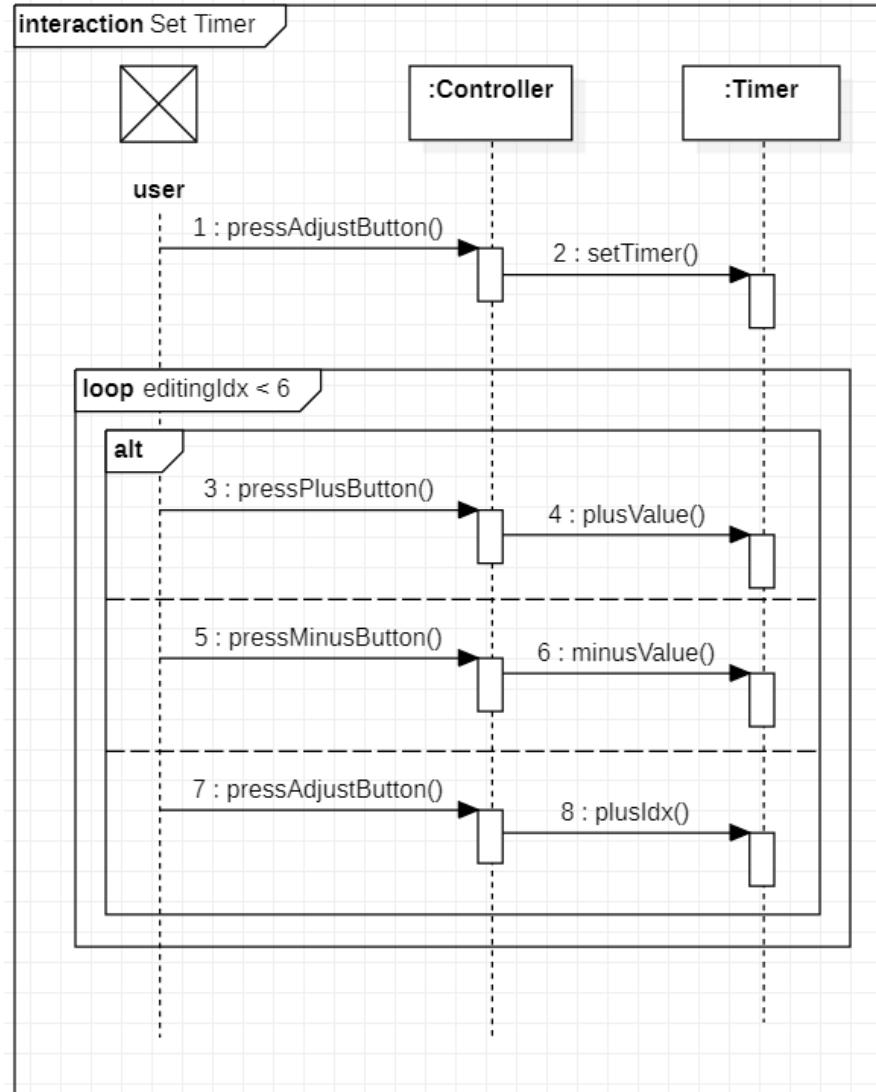 interaction Set Timer
:Controller
:Timer
user
1 : pressAdjustButton()
2 : setTimer()
loop editingIdx < 6
alt
3 : pressPlusButton()
4 : plusValue()
5 : pressMinusButton()
6 : minusValue()
7 : pressAdjustButton()
8 : plusIdx()